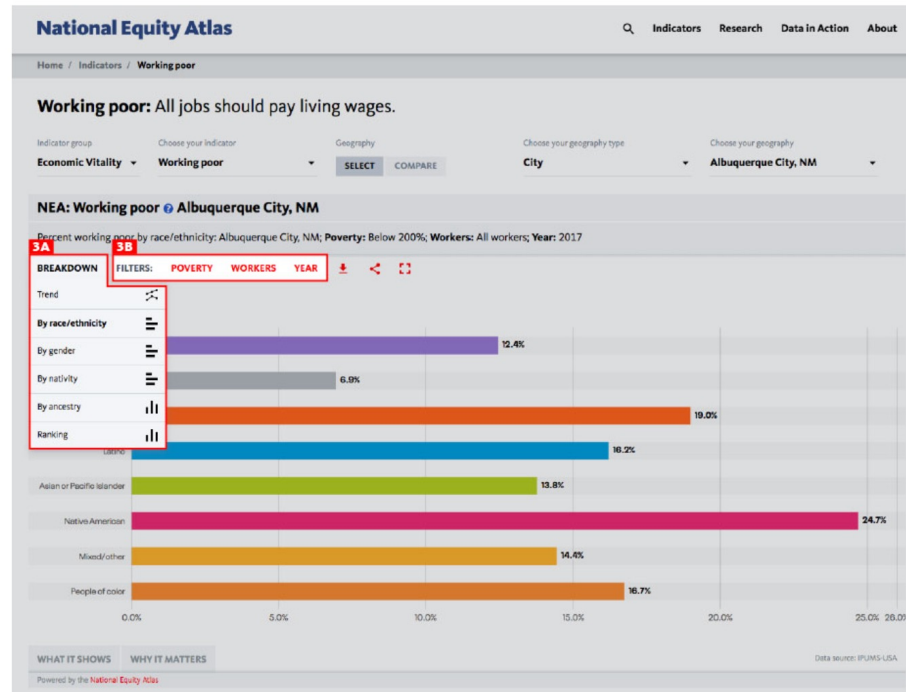 National Equity Atlas
Indicators Research Data in Action About
Home / Indicators / Working poor
Working poor: All jobs should pay living wages.
Indicator group Choose your indicator Geography Choose your geography type Choose your geography
Economic Vitality Working poor SELECT COMPARE City Albuquerque City, NM
NEA: Working poor ? Albuquerque City, NM
Percent working poor by race/ethnicity: Albuquerque City, NM; Poverty: Below 200%; Workers: All workers; Year: 2017
3A 3B
BREAKDOWN FILTERS: POVERTY WORKERS YEAR
Trend
By race/ethnicity
12.4%
By gender
By nativity
6.9%
By ancestry
19.0%
Ranking
Latino 16.2%
Asian or Pacific Islander 13.8%
Native American 24.7%
Mixed/other 14.4%
People of color 16.7%
0.0% 5.0% 10.0% 15.0% 20.0% 25.0% 26.0%
WHAT IT SHOWS WHY IT MATTERS Data source: IPUMS-USA
Powered by the National Equity Atlas